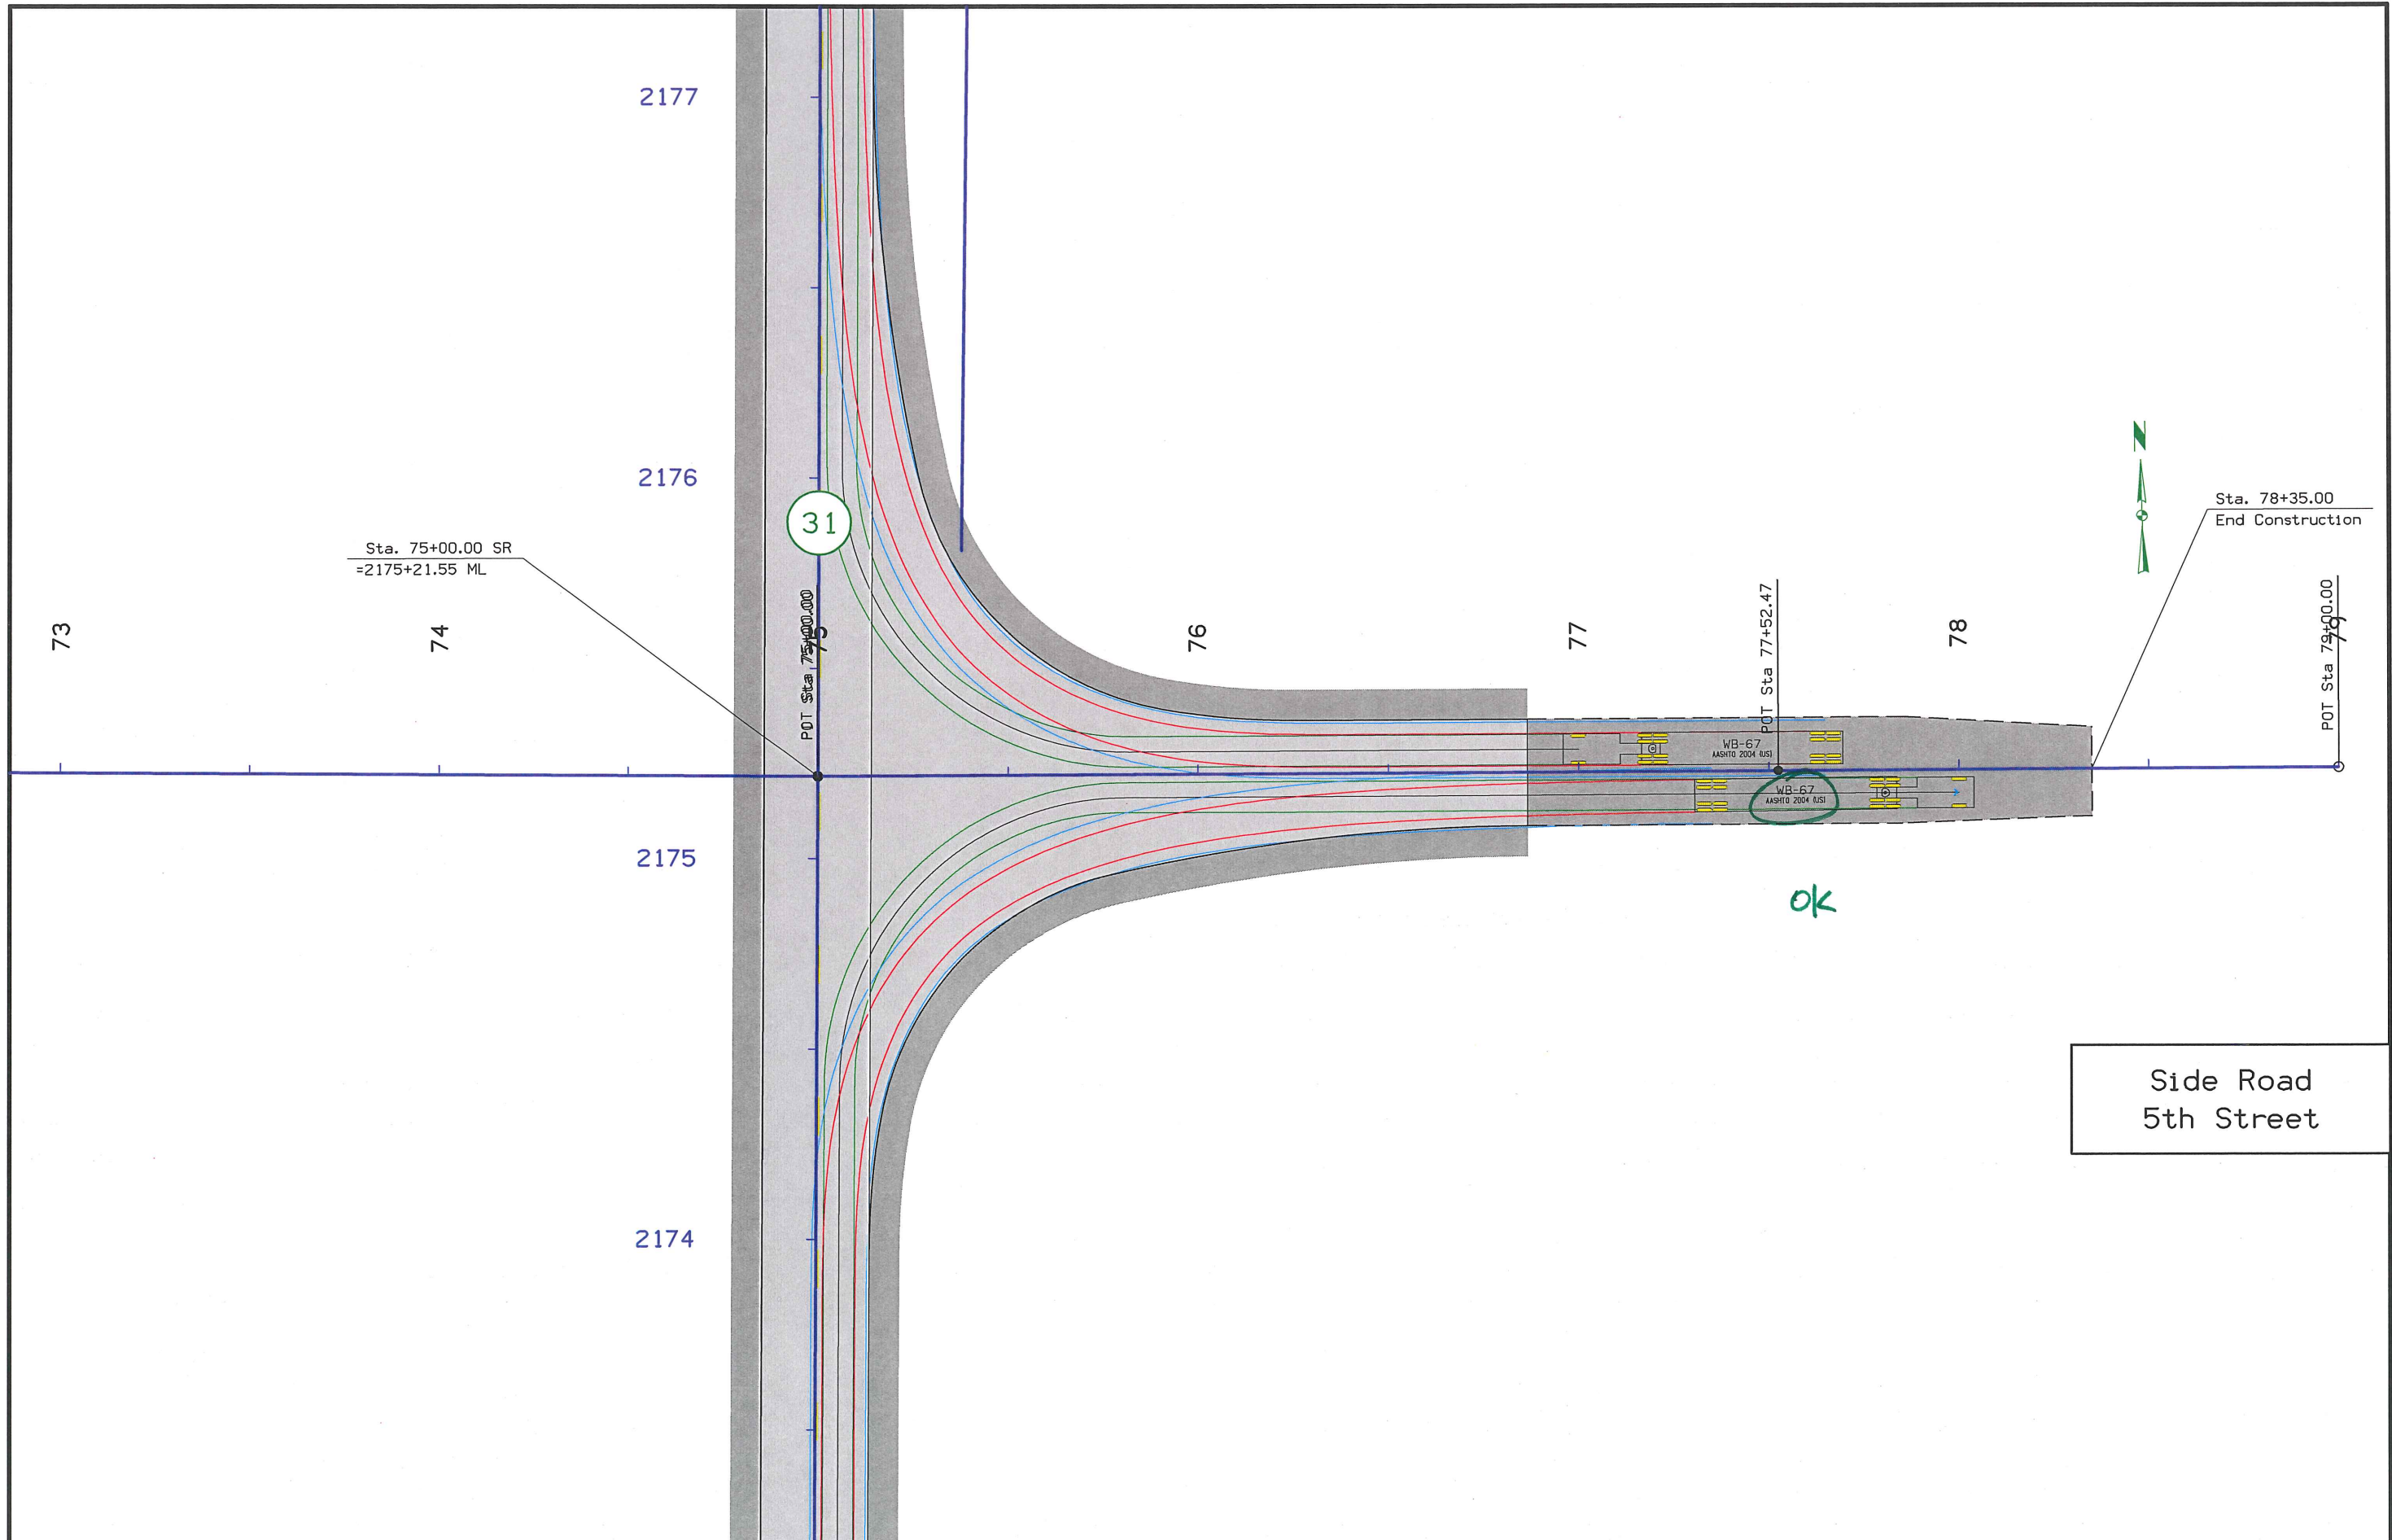 2177
2176
31
Sta. 75+00.00 SR
=2175+21.55 ML
N
Sta. 78+35.00
End Construction
73
74
75
POT Sta 75+00.00
76
77
POT Sta 77+52.47
78
79
POT Sta 79+00.00
WB-67
AASHTO 2004 (US)
WB-67
AASHTO 2004 (US)
2175
OK
Side Road
5th Street
2174